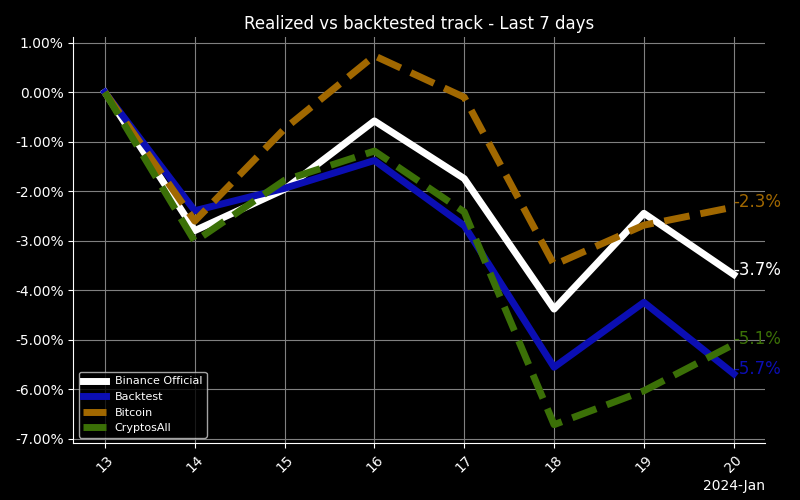 Realized vs backtested track - Last 7 days
1.00%
0.00%
-1.00%
-2.00%
-3.00%
-4.00%
-5.00%
-6.00%
-7.00%
-2.3%
-3.7%
-5.1%
-5.7%
Binance Official
Backtest
Bitcoin
CryptosAll
13 14 15 16 17 18 19 20
2024-Jan